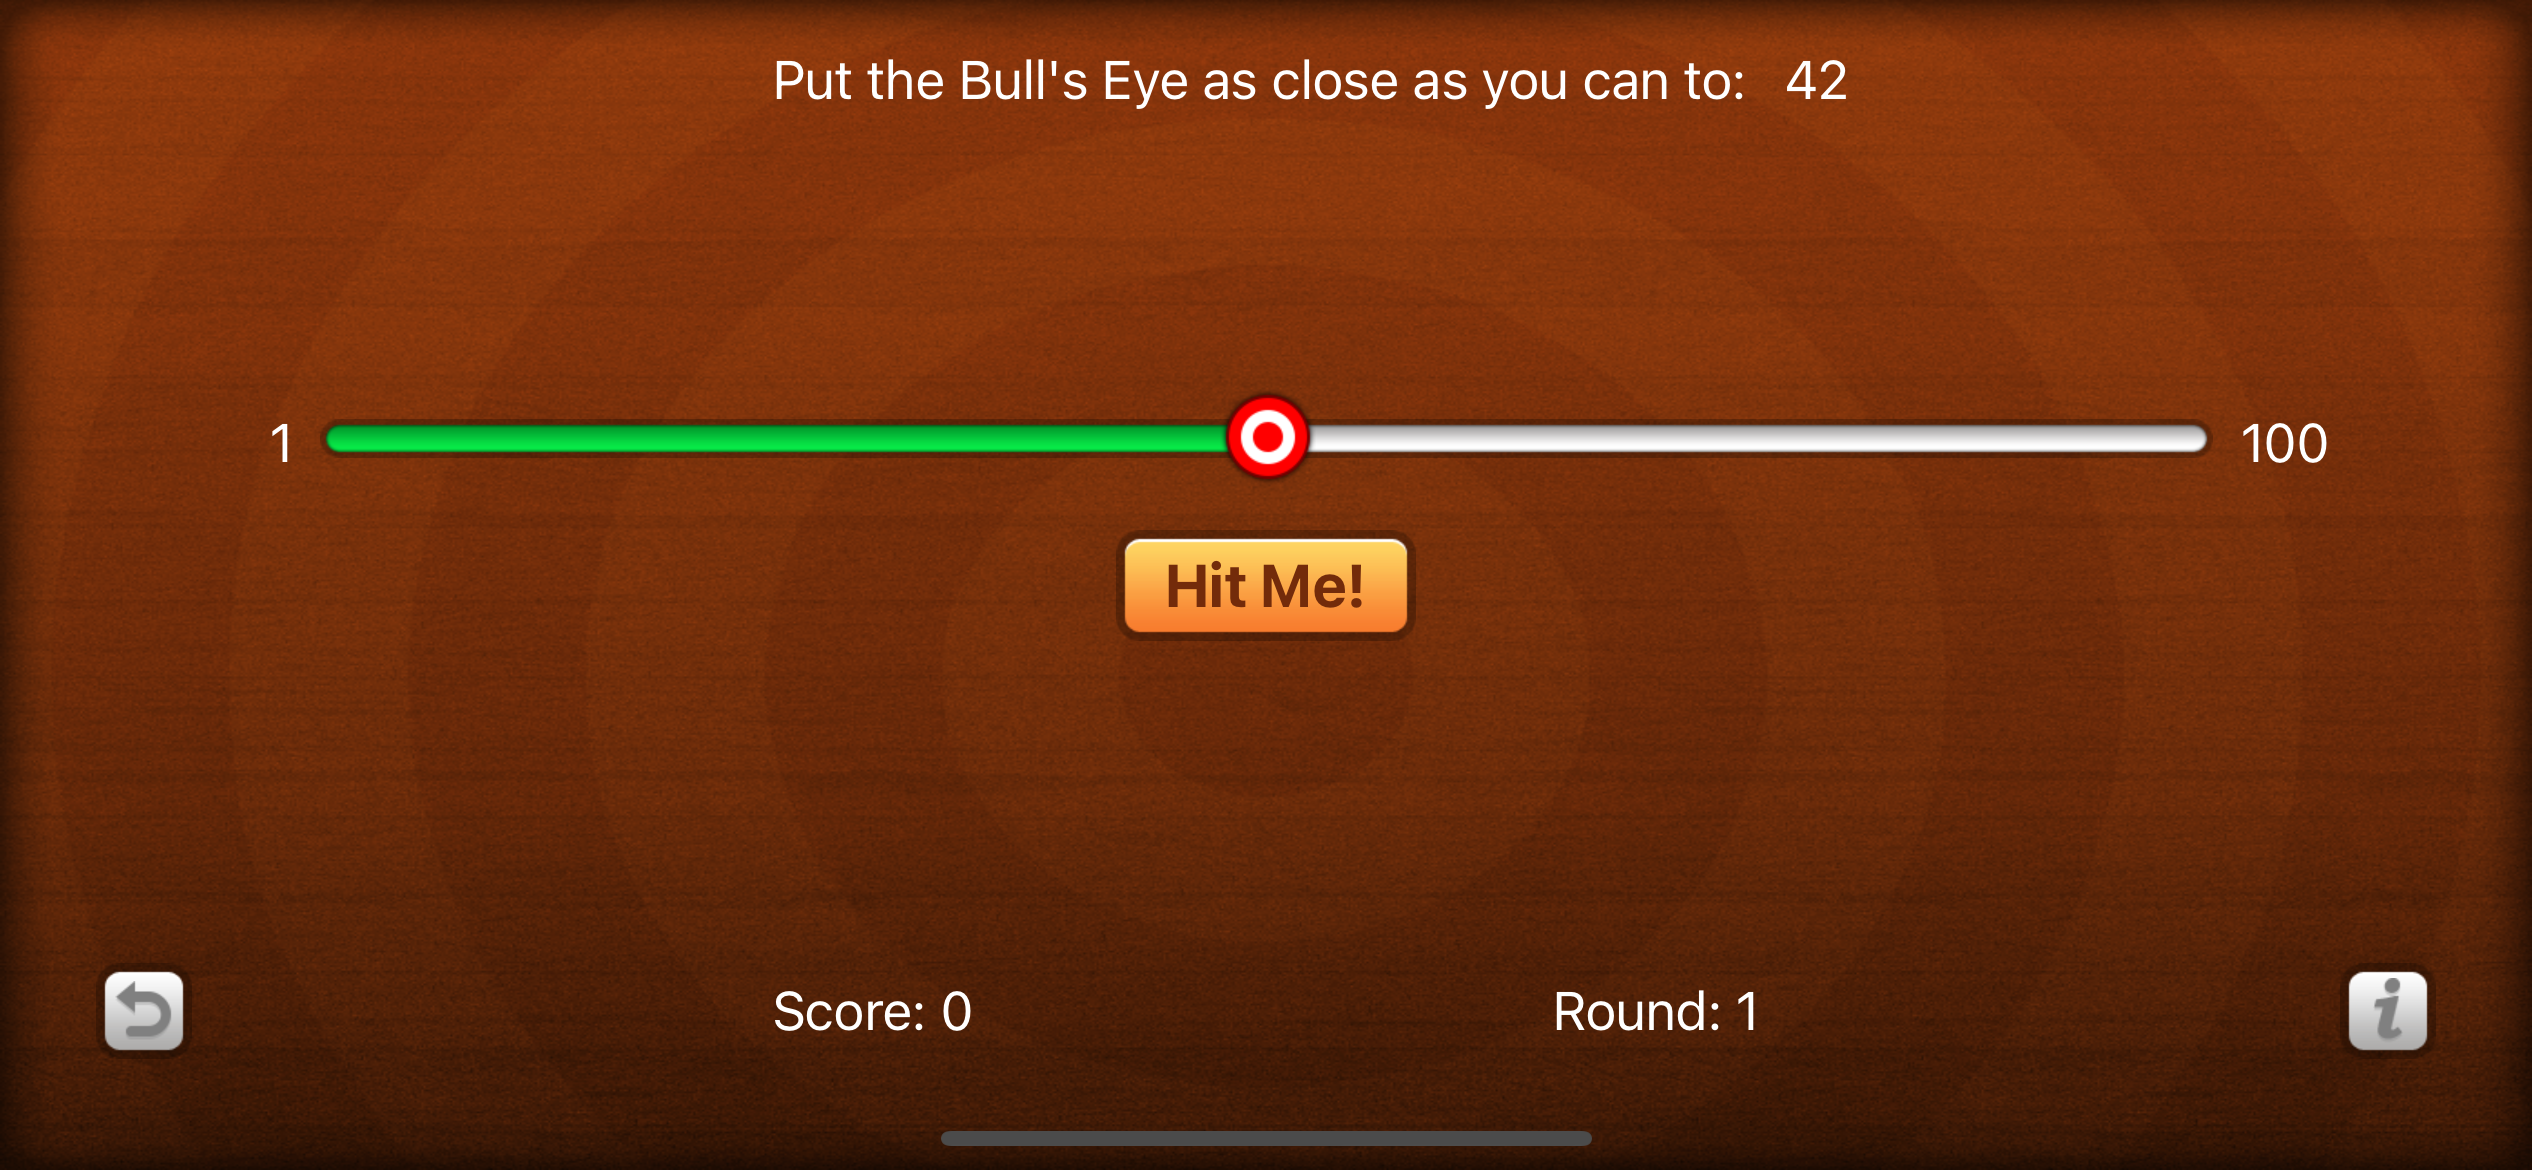 Put the Bull's Eye as close as you can to: 42
1 100
Hit Me!
Score: 0 Round: 1